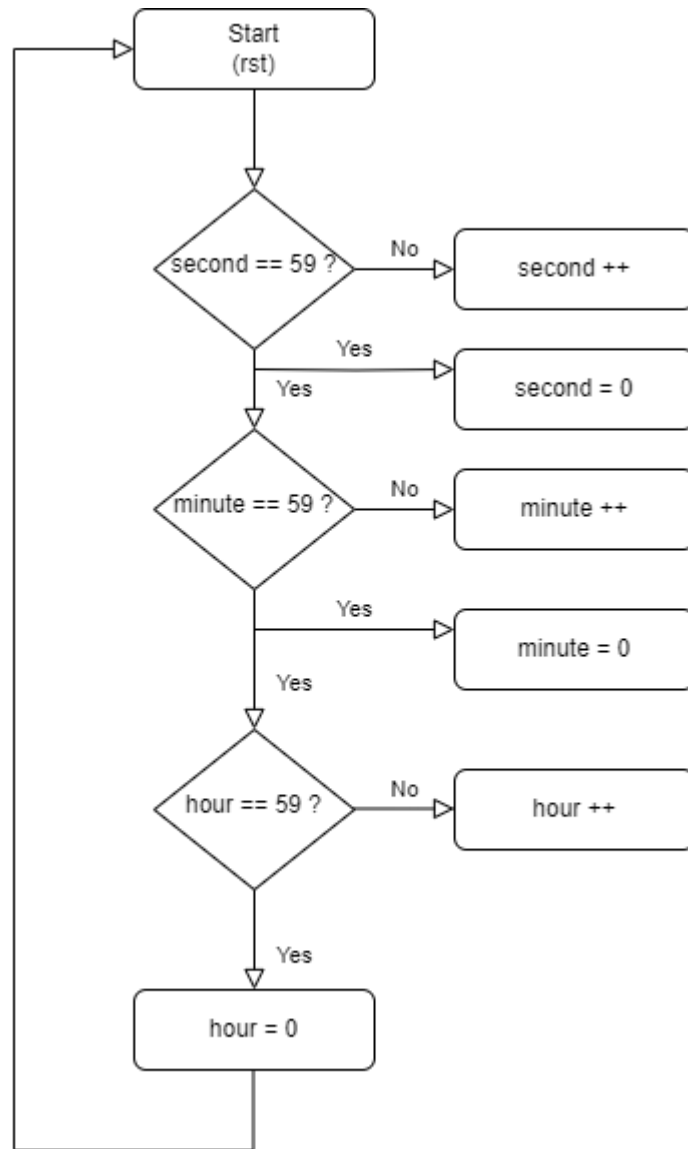 Start
(rst)
second == 59 ?
No
second ++
Yes
second = 0
Yes
minute == 59 ?
No
minute ++
Yes
minute = 0
Yes
hour == 59 ?
No
hour ++
Yes
hour = 0